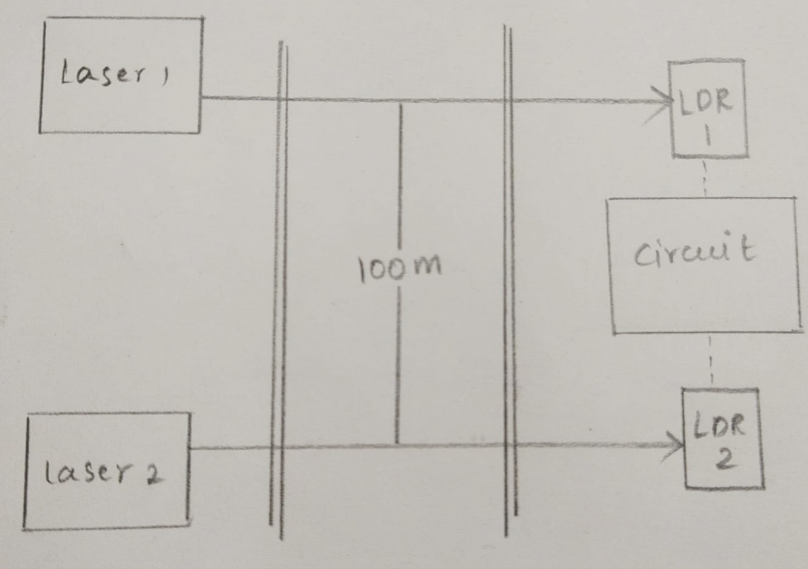 Laser 1
LDR
1
Circuit
100m
Laser 2
LDR
2